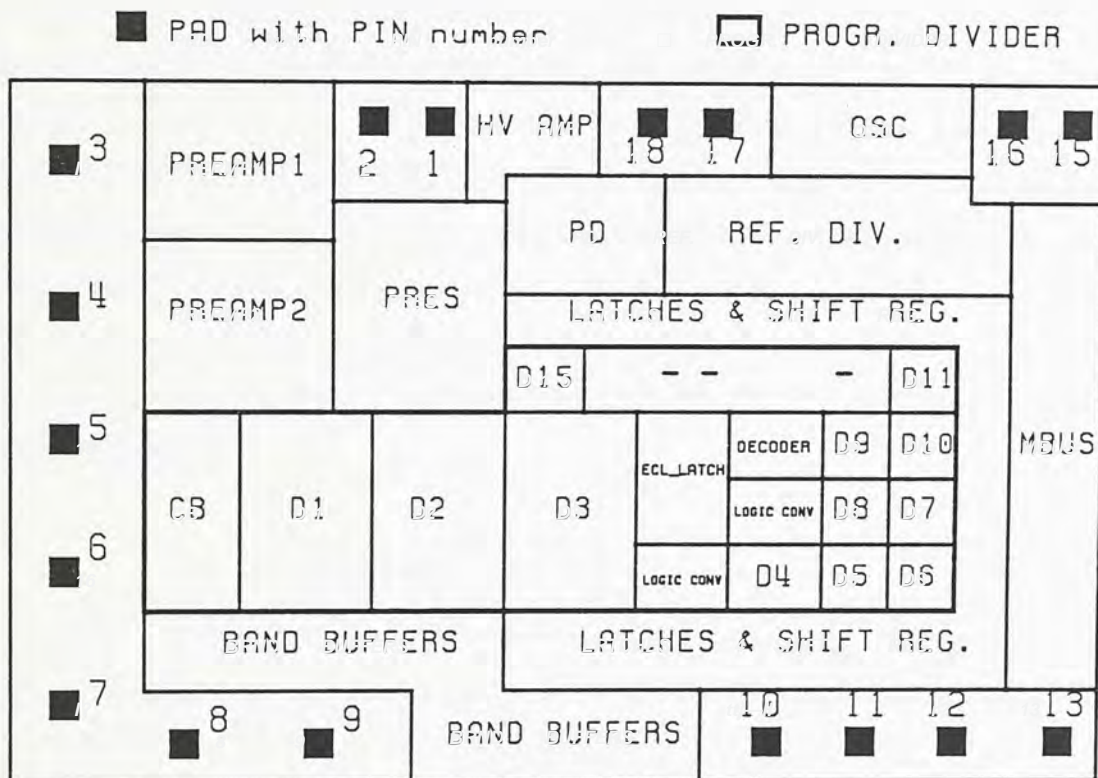 PAD with PIN number
PROGR. DIVIDER
3
PREAMP1
2 1
HV AMP
18 17
OSC
16 15
PD
REF. DIV.
4
PREAMP2
PRES
LATCHES & SHIFT REG.
D15
- - -
D11
5
DECODER
D9
D10
MBUS
ECL_LATCH
CB
D1
D2
D3
LOGIC CONV
D8
D7
6
LOGIC CONV
D4
D5
D6
BAND BUFFERS
LATCHES & SHIFT REG.
7
8
9
BAND BUFFERS
10 11 12 13